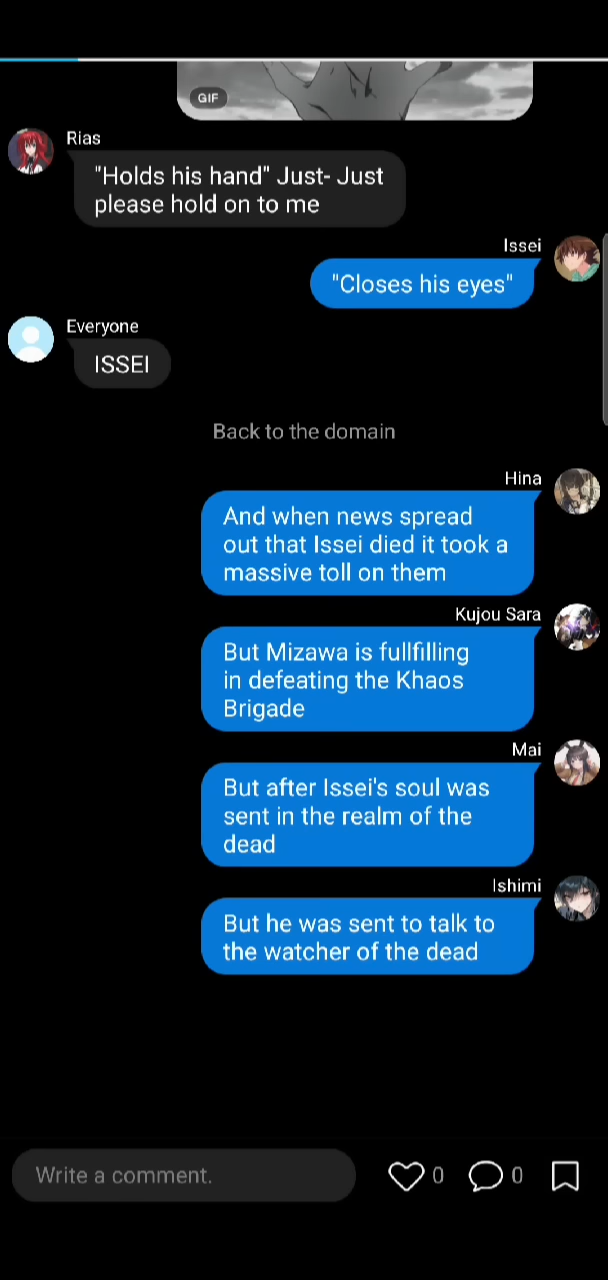 GIF
Rias
"Holds his hand" Just- Just
please hold on to me
Issei
"Closes his eyes"
Everyone
ISSEI
Back to the domain
Hina
And when news spread
out that Issei died it took a
massive toll on them
Kujou Sara
But Mizawa is fullfilling
in defeating the Khaos
Brigade
Mai
But after Issei's soul was
sent in the realm of the
dead
Ishimi
But he was sent to talk to
the watcher of the dead
Write a comment.
0
0